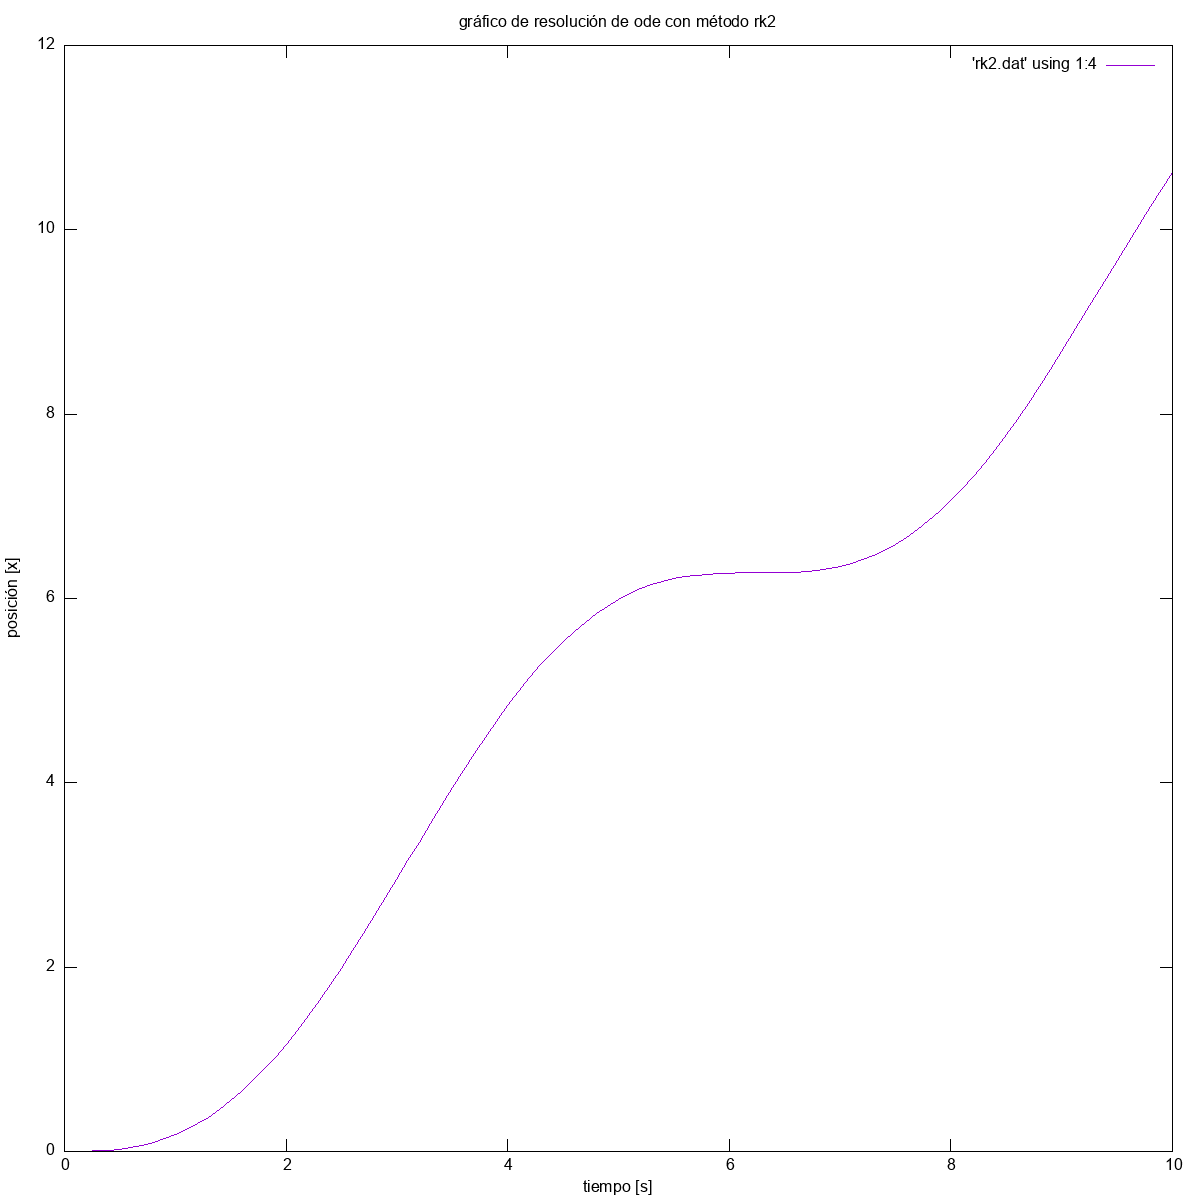 gráfico de resolución de ode con método rk2
'rk2.dat' using 1:4
12
10
8
6
4
2
0
posición [x]
0 2 4 6 8 10
tiempo [s]